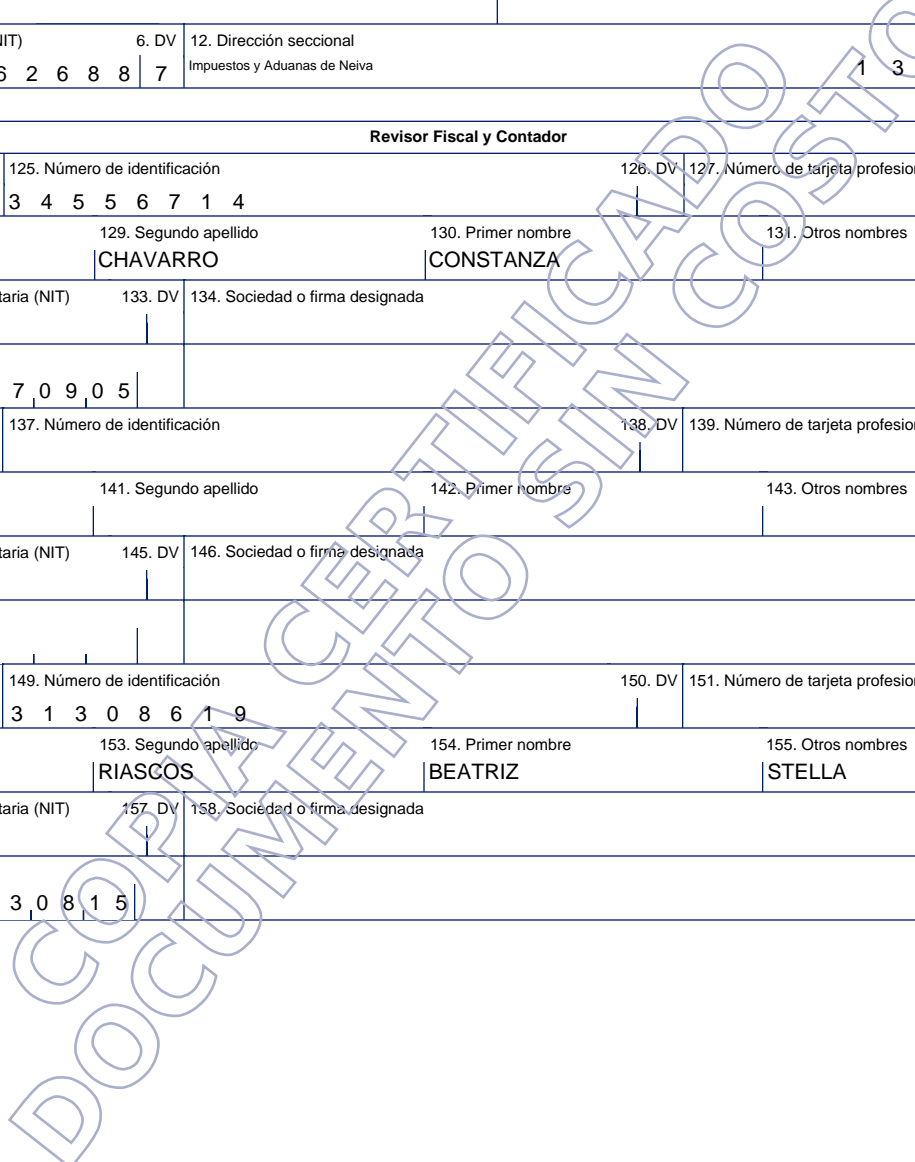 NIT) 6. DV 12. Dirección seccional
6 2 6 8 8 7 Impuestos y Aduanas de Neiva 1 3
Revisor Fiscal y Contador
125. Número de identificación 126. DV 127. Número de tarjeta profesion
3 4 5 5 6 7 1 4
129. Segundo apellido 130. Primer nombre 131. Otros nombres
CHAVARRO CONSTANZA
taria (NIT) 133. DV 134. Sociedad o firma designada
7 0 9 0 5
137. Número de identificación 138. DV 139. Número de tarjeta profesion
141. Segundo apellido 142. Primer nombre 143. Otros nombres
taria (NIT) 145. DV 146. Sociedad o firma designada
149. Número de identificación 150. DV 151. Número de tarjeta profesion
3 1 3 0 8 6 1 9
153. Segundo apellido 154. Primer nombre 155. Otros nombres
RIASCOS BEATRIZ STELLA
taria (NIT) 157. DV 158. Sociedad o firma designada
3 0 8 1 5
COPIA CERTIFICADO
DOCUMENTO SIN COSTO